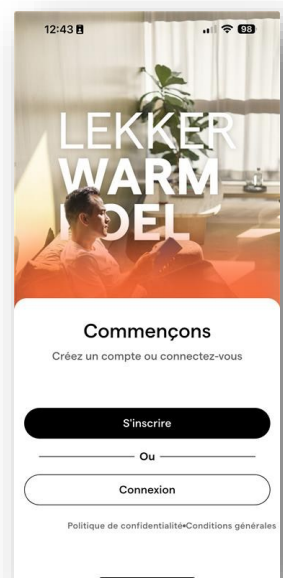 12:43 98
LEKKER
WARM
Commençons
Créez un compte ou connectez-vous
S'inscrire
Ou
Connexion
Politique de confidentialité•Conditions générales